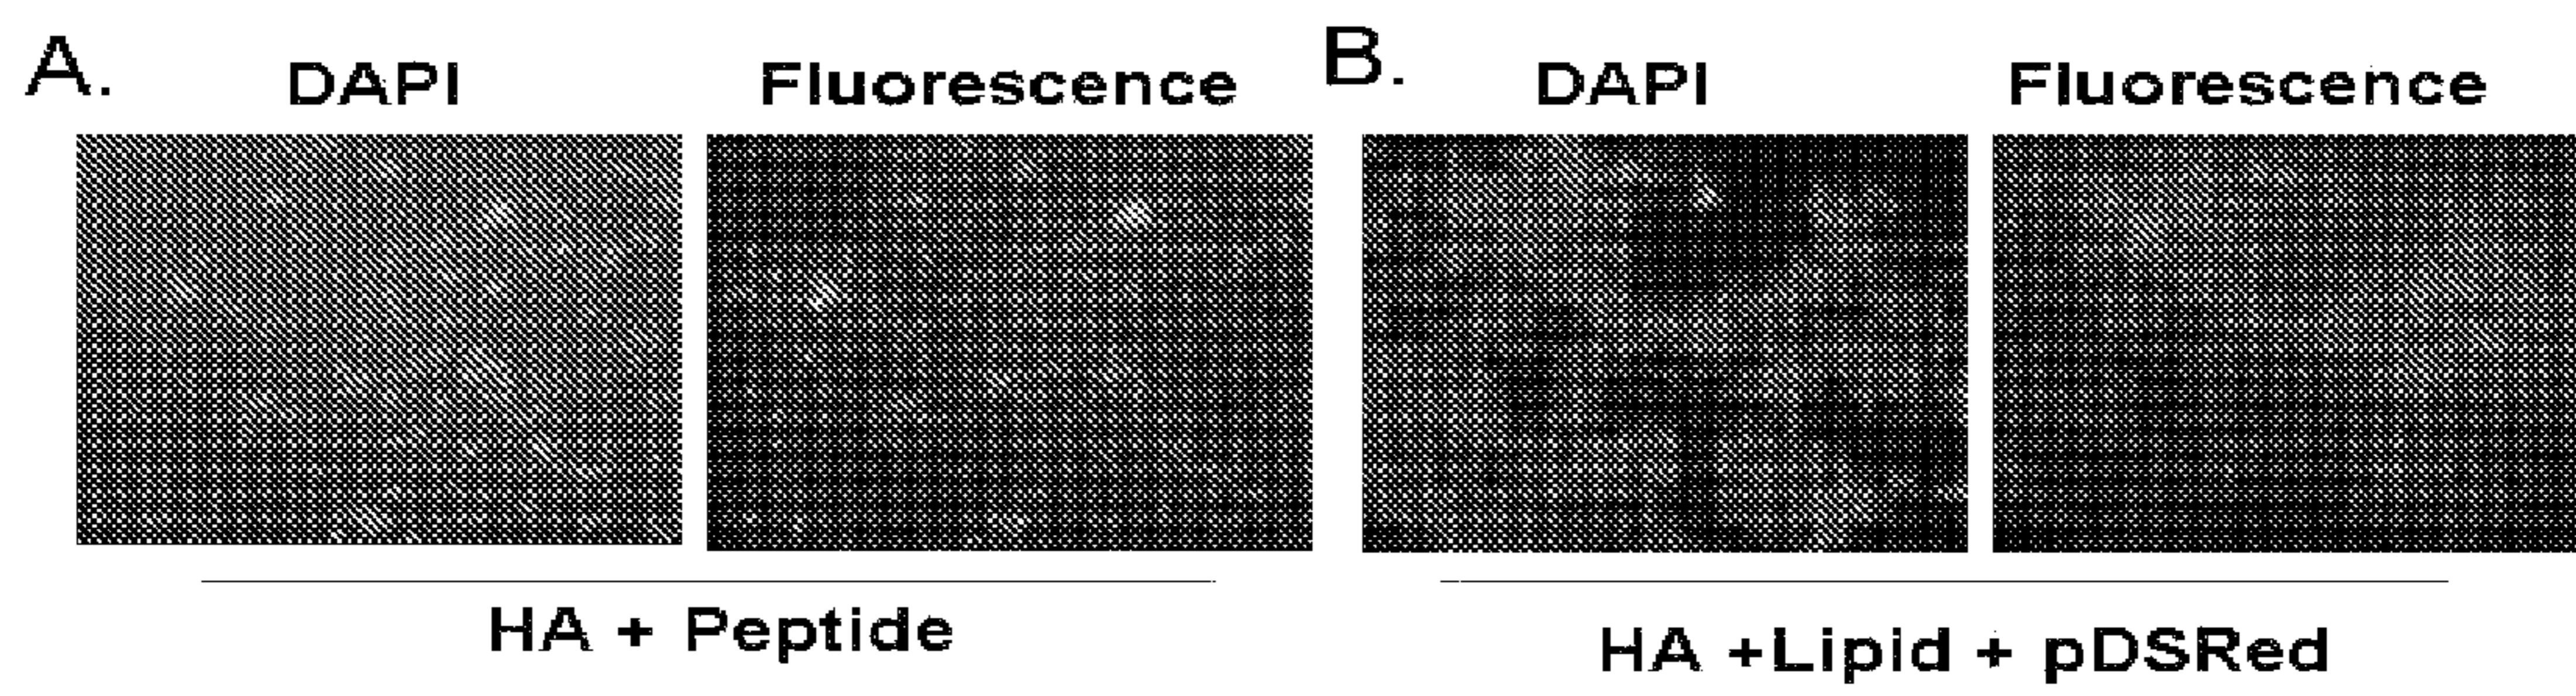 A. DAPI Fluorescence B. DAPI Fluorescence
HA + Peptide
HA +Lipid + pDSRed